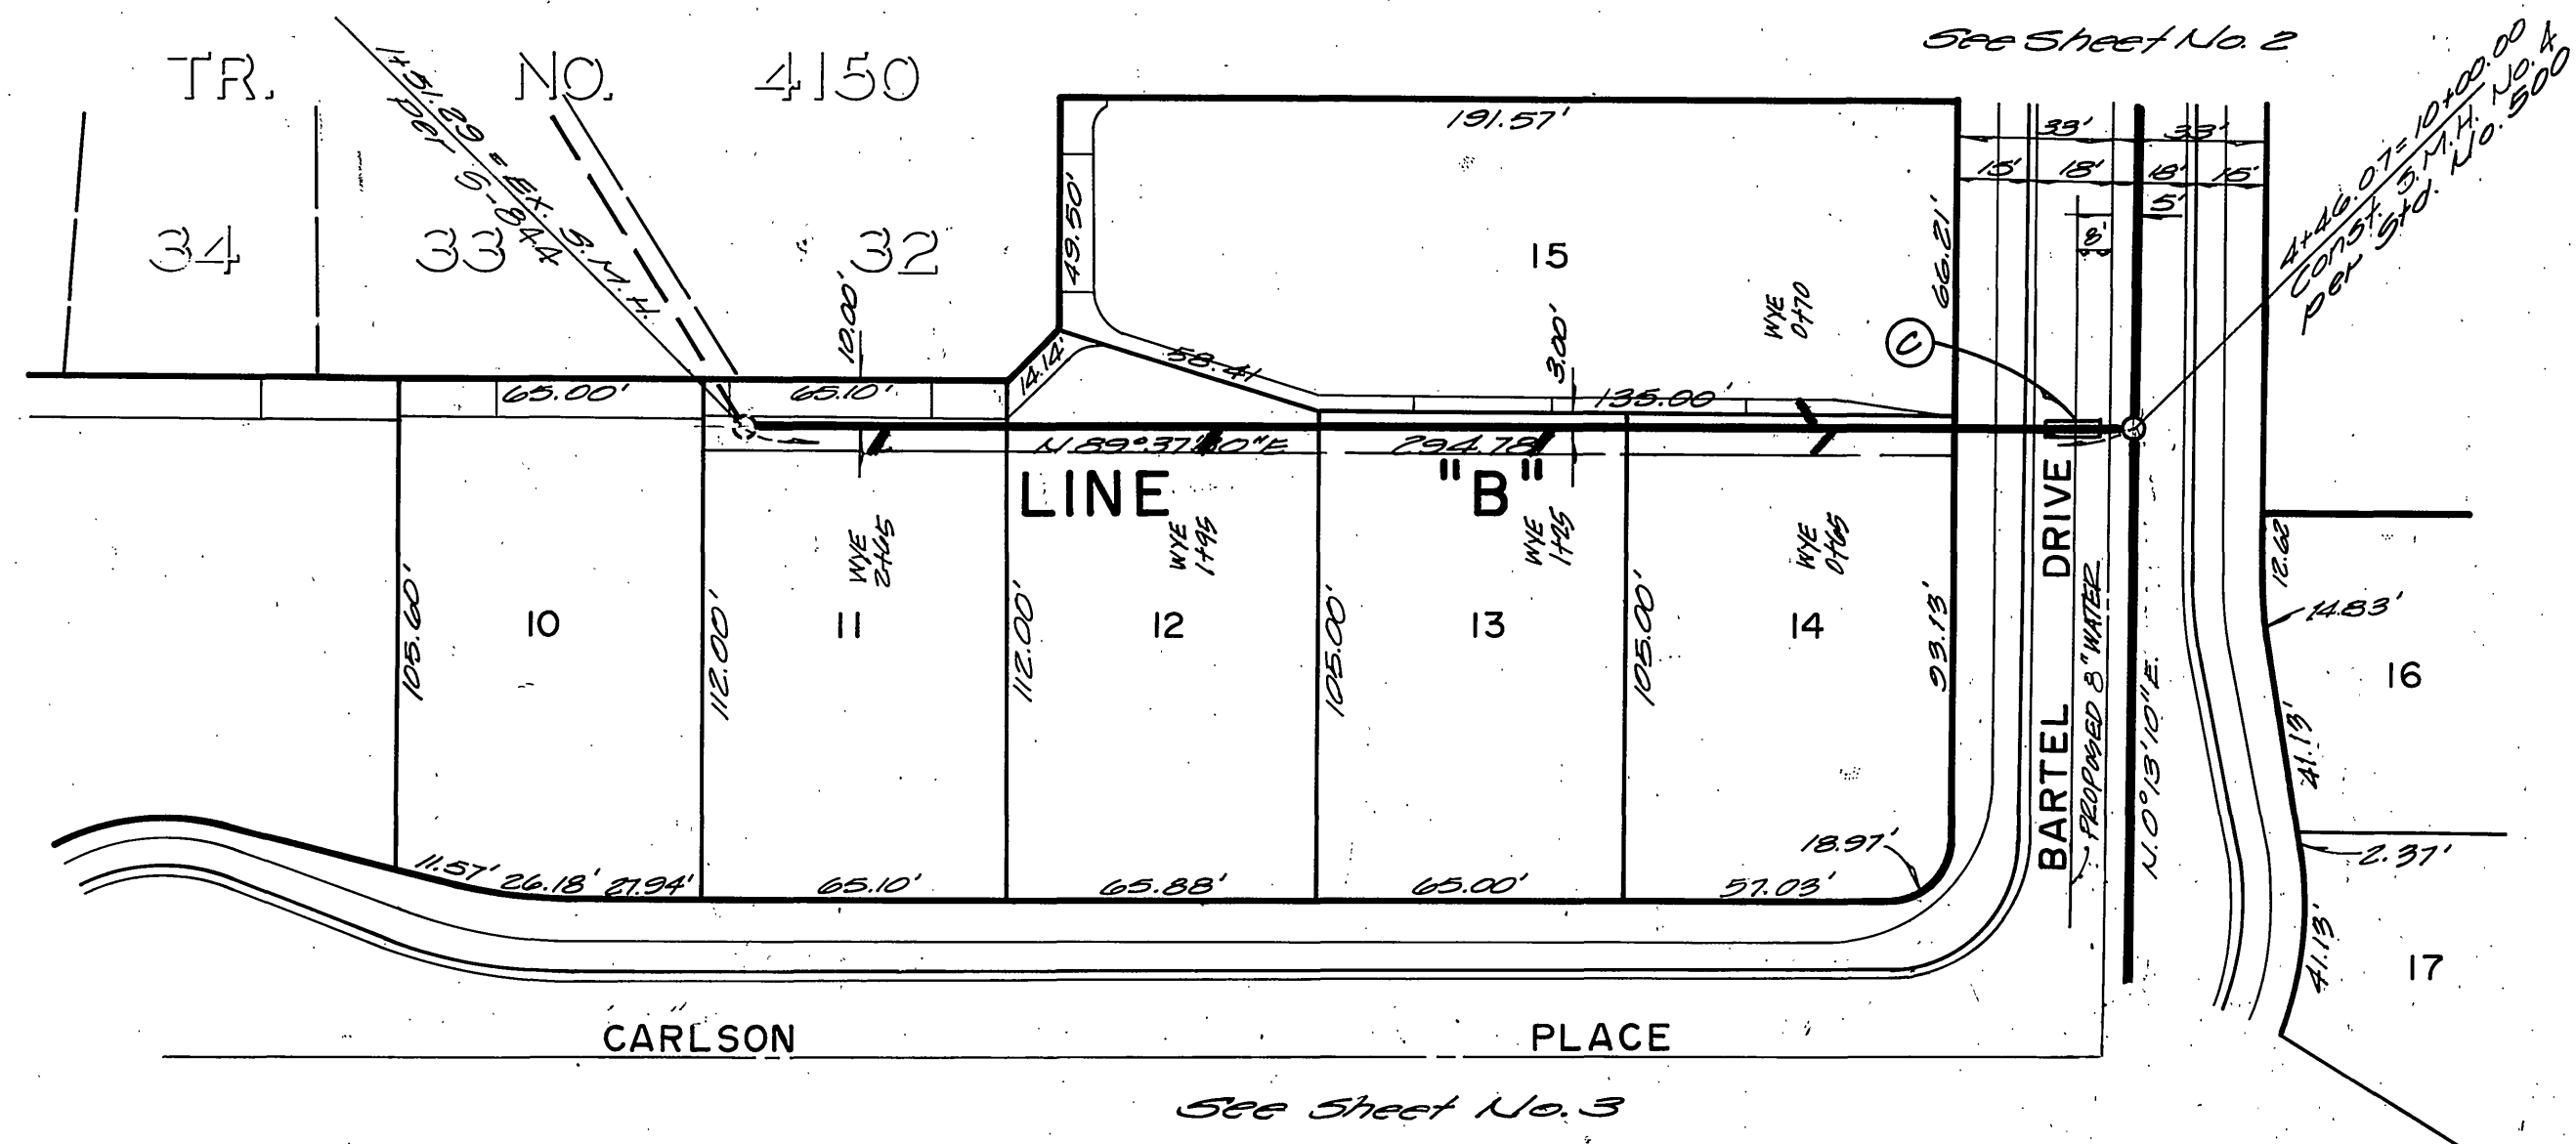 See Sheet No. 2
TR. NO. 4150
1+51.29 = Ex. S.M.H.
per S-844
4+46.07=10+00.00
Const. S.M.H. No. 4
per Std. No. 500
191.57'
33' 33'
15' 18' 18' 15'
5'
8'
34 33 32
49.50'
15
66.21'
10.00'
WYE
0+70
3.00'
C
14.14'
58.41
65.00' 65.10' 135.00'
N 89°37' 294.78
LINE "B"
WYE
2+65
WYE
1+95
WYE
1+25
WYE
0+65
BARTEL DRIVE
PROPOSED 8" WATER
N.0°13'10"E.
12.62
14.83'
105.60'
10
112.00'
11
112.00'
12
105.00'
13
105.00'
14
93.13'
16
41.13'
2.37'
18.97'
11.57' 26.18' 27.94' 65.10' 65.88' 65.00' 57.03'
41.13'
17
CARLSON PLACE
See Sheet No. 3